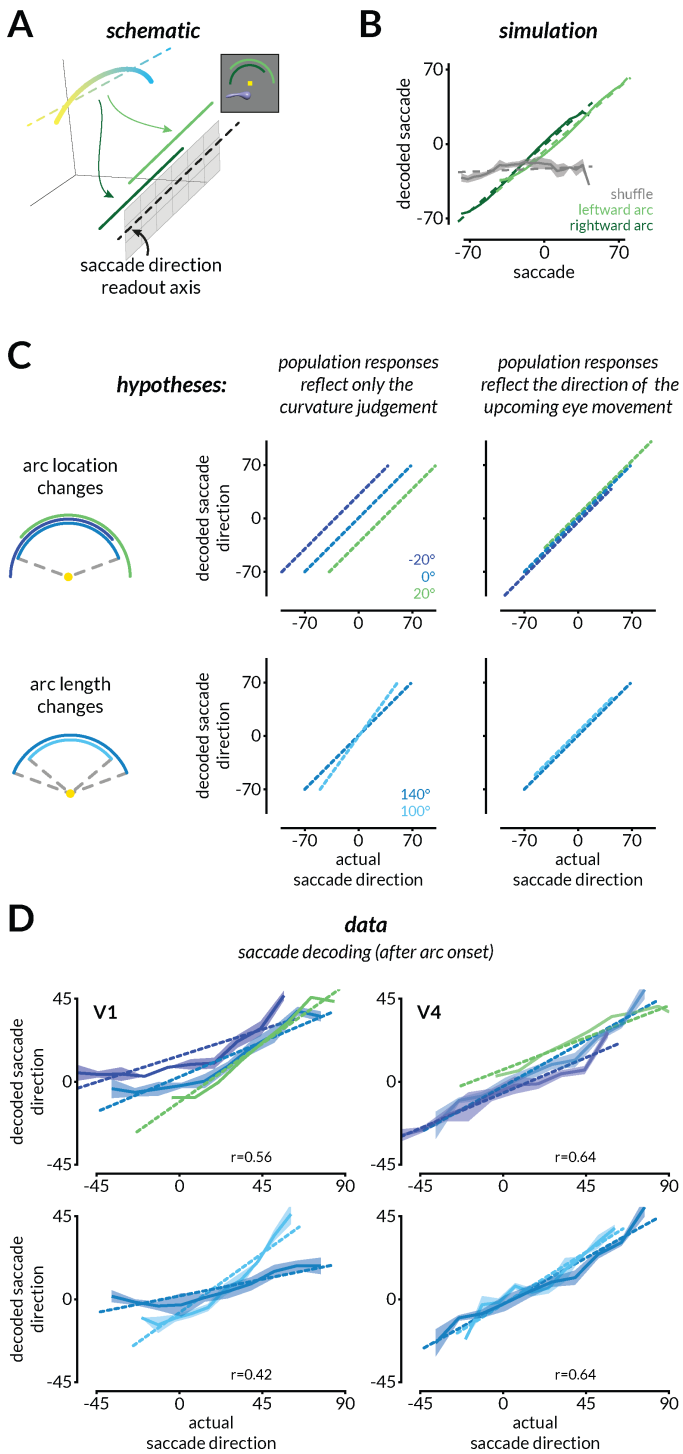 A
schematic
saccade direction
readout axis
B
simulation
70
0
-70
decoded saccade
shuffle
leftward arc
rightward arc
-70
0
70
saccade
C
hypotheses:
population responses
reflect only the
curvature judgement
population responses
reflect the direction of the
upcoming eye movement
arc location
changes
decoded saccade
direction
70
0
-70
-20°
0°
20°
-70
0
70
-70
0
70
arc length
changes
decoded saccade
direction
70
0
-70
140°
100°
-70
0
70
actual
saccade direction
-70
0
70
actual
saccade direction
D
data
saccade decoding (after arc onset)
decoded saccade
direction
45
0
-45
V1
r=0.56
-45
0
45
90
45
0
-45
V4
r=0.64
-45
0
45
90
decoded saccade
direction
45
0
-45
r=0.42
-45
0
45
90
actual
saccade direction
45
0
-45
r=0.64
-45
0
45
90
actual
saccade direction